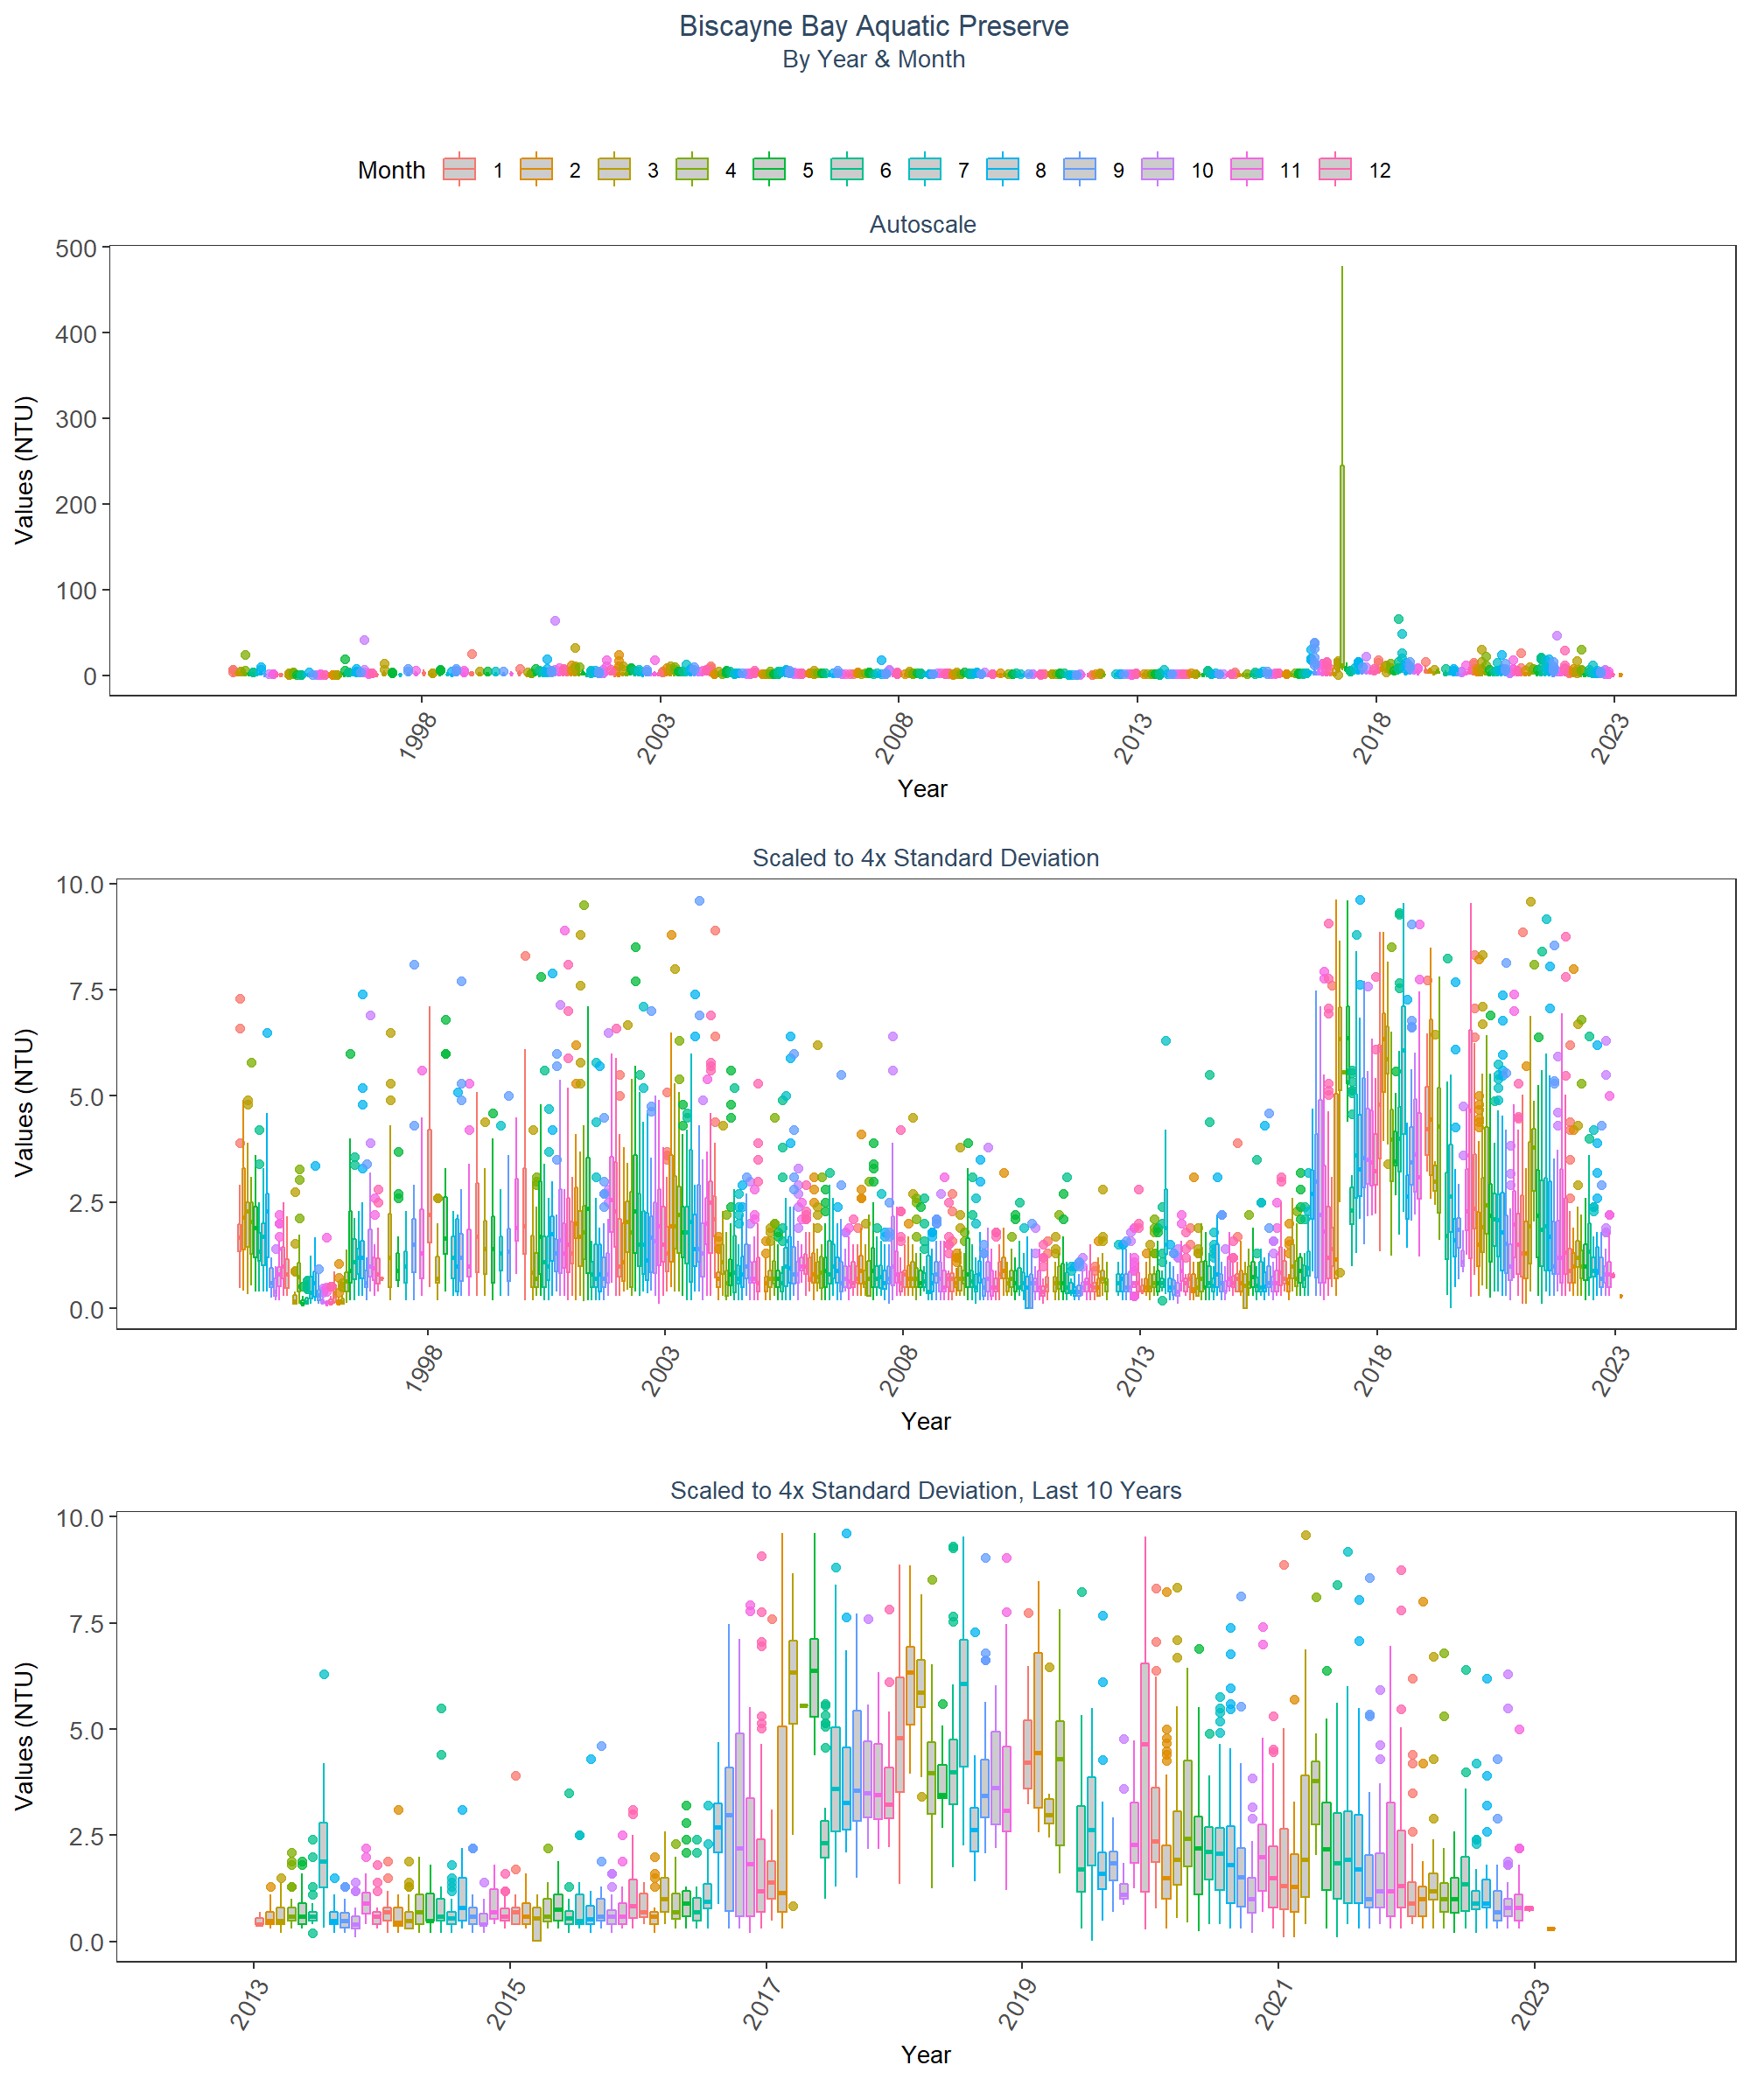 Biscayne Bay Aquatic Preserve
By Year & Month
Month 1 2 3 4 5 6 7 8 9 10 11 12
Autoscale
Values (NTU)
500
400
300
200
100
0
1998 2003 2008 2013 2018 2023
Year
Scaled to 4x Standard Deviation
Values (NTU)
10.0
7.5
5.0
2.5
0.0
1998 2003 2008 2013 2018 2023
Year
Scaled to 4x Standard Deviation, Last 10 Years
Values (NTU)
10.0
7.5
5.0
2.5
0.0
2013 2015 2017 2019 2021 2023
Year